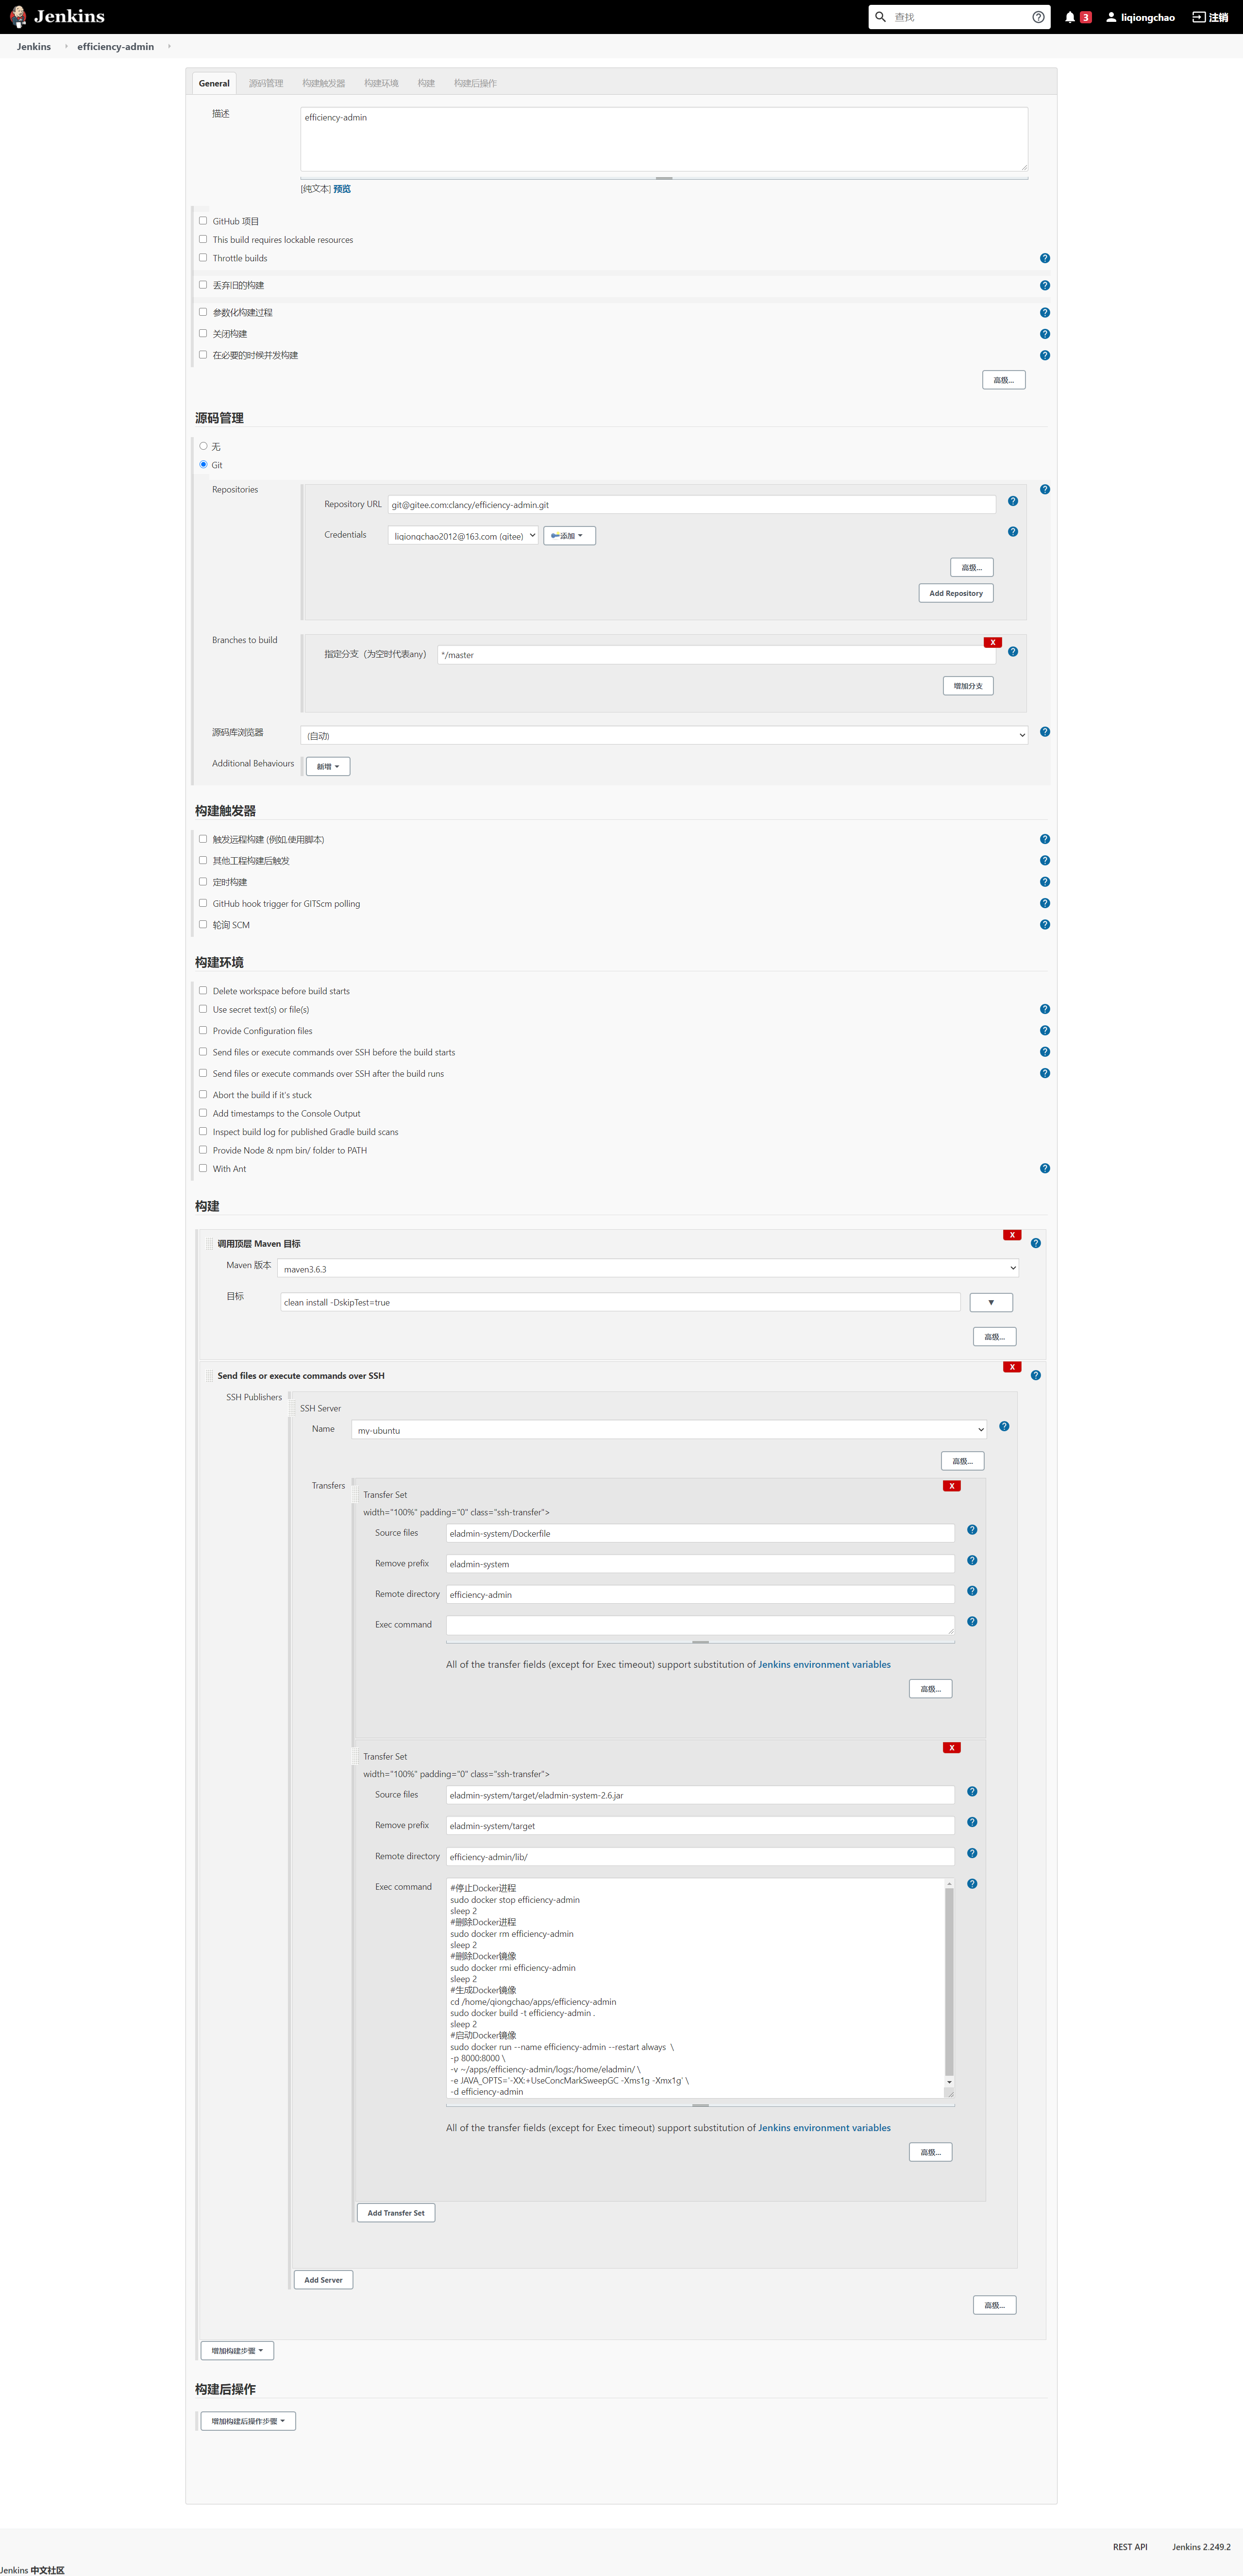 Jenkins
查找
3
liqiongchao
注销
Jenkins
efficiency-admin
General
源码管理
构建触发器
构建环境
构建
构建后操作
描述
efficiency-admin
[纯文本] 预览
GitHub 项目
This build requires lockable resources
Throttle builds
丢弃旧的构建
参数化构建过程
关闭构建
在必要的时候并发构建
高级...
源码管理
无
Git
Repositories
Repository URL
git@gitee.com:clancy/efficiency-admin.git
Credentials
liqiongchao2012@163.com (gitee)
添加
高级...
Add Repository
Branches to build
X
指定分支（为空时代表any）
*/master
增加分支
源码库浏览器
(自动)
Additional Behaviours
新增
构建触发器
触发远程构建 (例如,使用脚本)
其他工程构建后触发
定时构建
GitHub hook trigger for GITScm polling
轮询 SCM
构建环境
Delete workspace before build starts
Use secret text(s) or file(s)
Provide Configuration files
Send files or execute commands over SSH before the build starts
Send files or execute commands over SSH after the build runs
Abort the build if it's stuck
Add timestamps to the Console Output
Inspect build log for published Gradle build scans
Provide Node & npm bin/ folder to PATH
With Ant
构建
X
调用顶层 Maven 目标
Maven 版本
maven3.6.3
目标
clean install -DskipTest=true
高级...
X
Send files or execute commands over SSH
SSH Publishers
SSH Server
Name
my-ubuntu
高级...
Transfers
X
Transfer Set
width="100%" padding="0" class="ssh-transfer">
Source files
eladmin-system/Dockerfile
Remove prefix
eladmin-system
Remote directory
efficiency-admin
Exec command
All of the transfer fields (except for Exec timeout) support substitution of Jenkins environment variables
高级...
X
Transfer Set
width="100%" padding="0" class="ssh-transfer">
Source files
eladmin-system/target/eladmin-system-2.6.jar
Remove prefix
eladmin-system/target
Remote directory
efficiency-admin/lib/
Exec command
#停止Docker进程
sudo docker stop efficiency-admin
sleep 2
#删除Docker进程
sudo docker rm efficiency-admin
sleep 2
#删除Docker镜像
sudo docker rmi efficiency-admin
sleep 2
#生成Docker镜像
cd /home/qiongchao/apps/efficiency-admin
sudo docker build -t efficiency-admin .
sleep 2
#启动Docker镜像
sudo docker run --name efficiency-admin --restart always \
-p 8000:8000 \
-v ~/apps/efficiency-admin/logs:/home/eladmin/ \
-e JAVA_OPTS='-XX:+UseConcMarkSweepGC -Xms1g -Xmx1g' \
-d efficiency-admin
All of the transfer fields (except for Exec timeout) support substitution of Jenkins environment variables
高级...
Add Transfer Set
Add Server
高级...
增加构建步骤
构建后操作
增加构建后操作步骤
REST API
Jenkins 2.249.2
Jenkins 中文社区